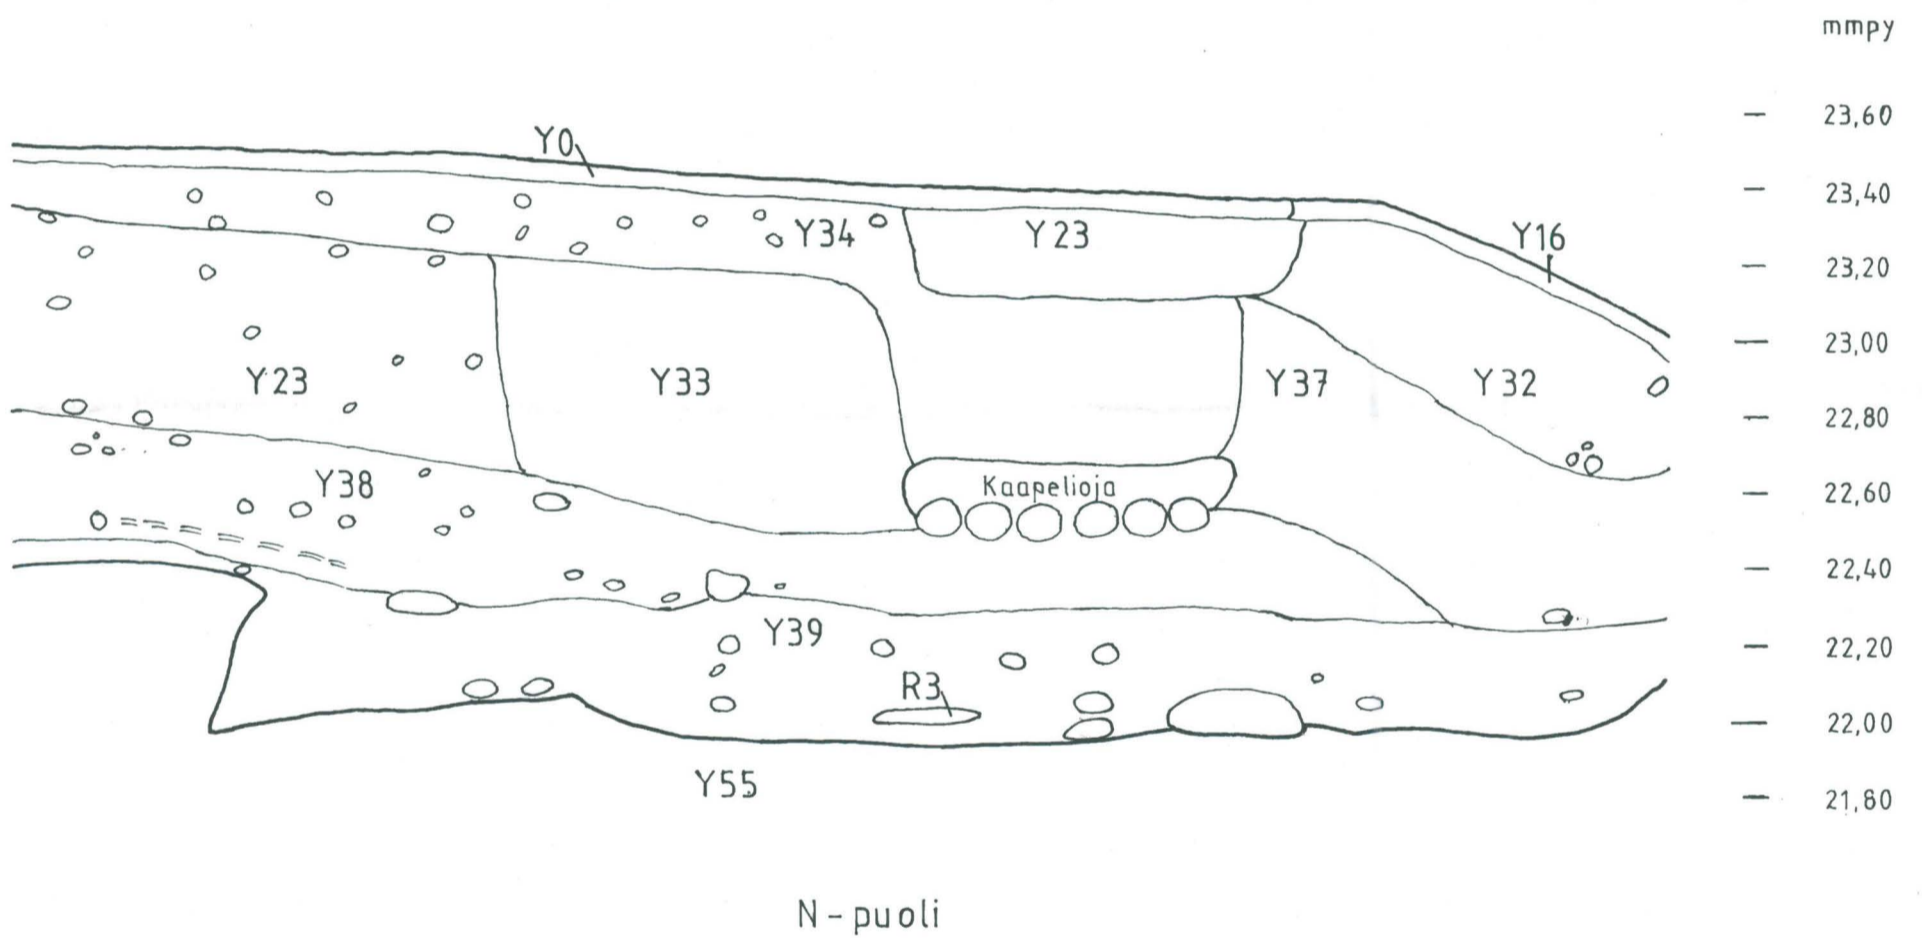 mmpy
23,60
Y0
23,40
Y34
Y23
Y16
23,20
23,00
Y23
Y33
Y37
Y32
22,80
Y38
Kaapelioja
22,60
22,40
Y39
22,20
R3
22,00
Y55
21,80
N-puoli